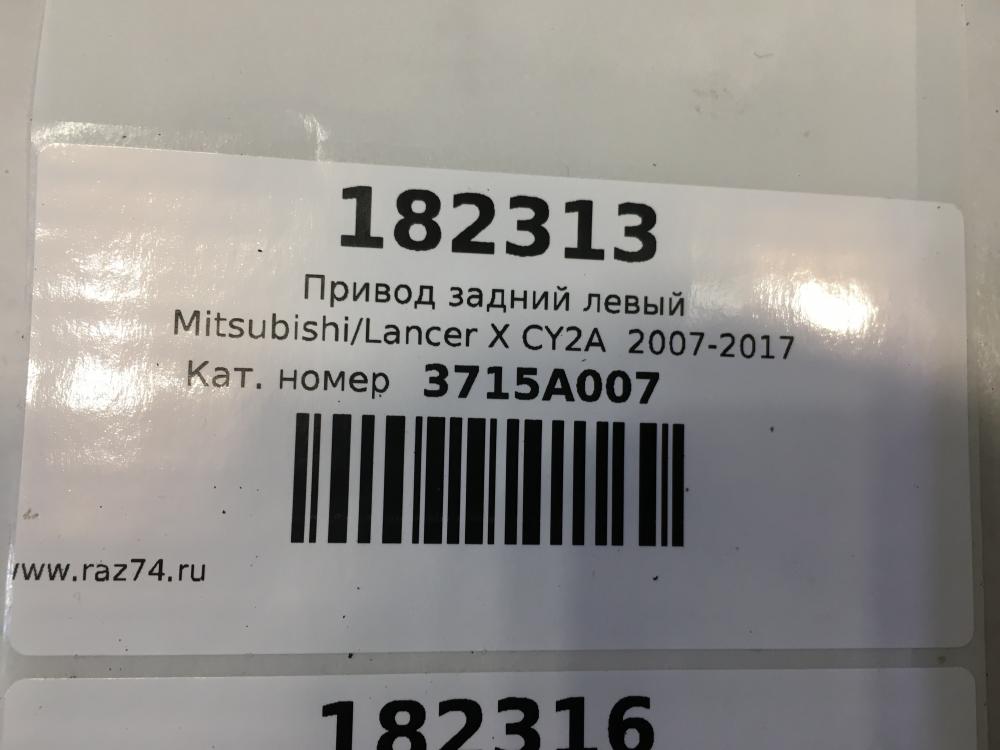 182313
Привод задний левый
Mitsubishi/Lancer X CY2A 2007-2017
Кат. номер 3715A007
www.raz74.ru
182316